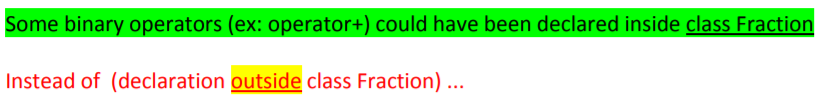 Some binary operators (ex: operator+) could have been declared inside class Fraction
Instead of  (declaration outside class Fraction) ...